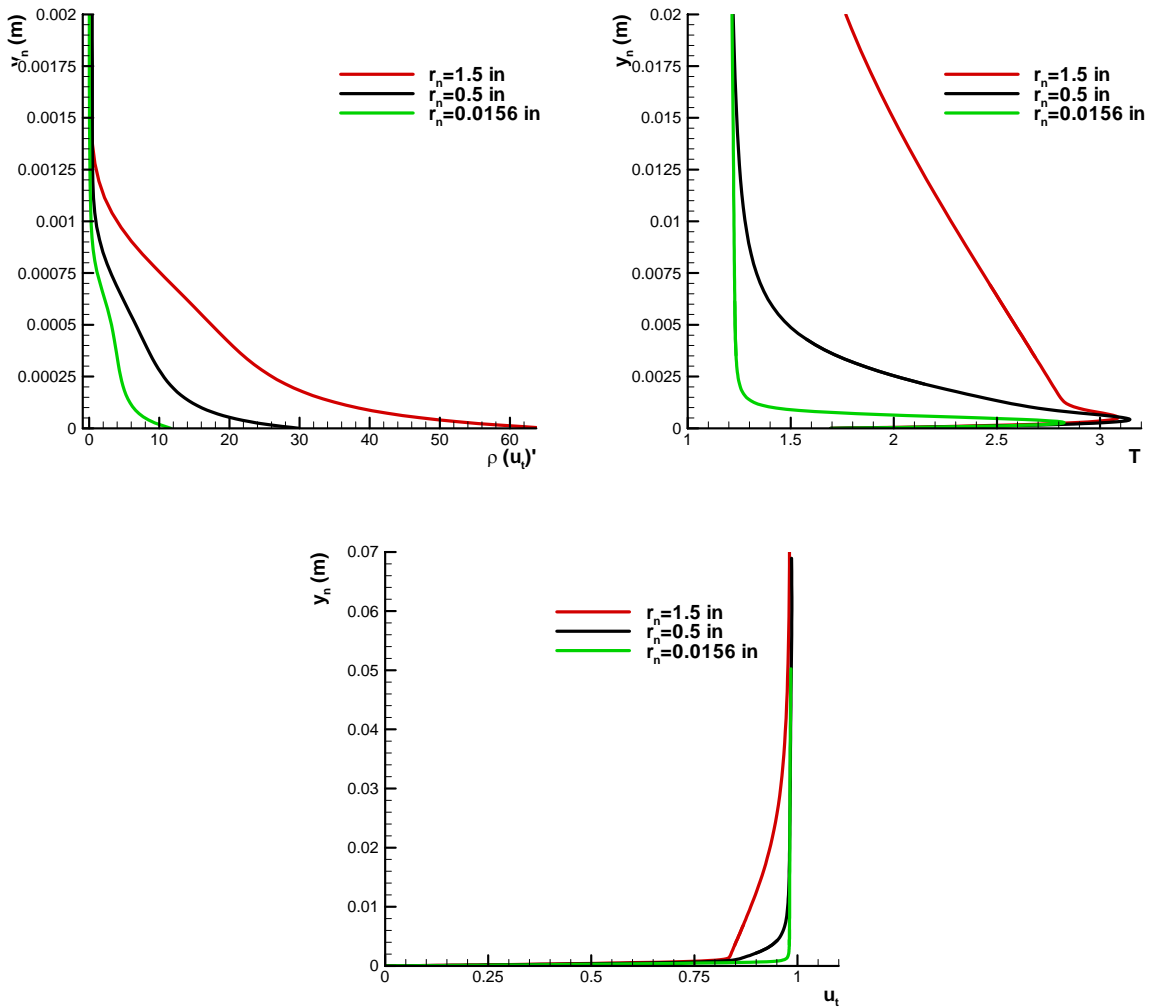 y_n (m)
0.002
0.00175
0.0015
0.00125
0.001
0.00075
0.0005
0.00025
0
0 10 20 30 40 50 60
ρ (u_t)'
r_n=1.5 in
r_n=0.5 in
r_n=0.0156 in
y_n (m)
0.02
0.0175
0.015
0.0125
0.01
0.0075
0.005
0.0025
0
1 1.5 2 2.5 3
T
r_n=1.5 in
r_n=0.5 in
r_n=0.0156 in
y_n (m)
0.07
0.06
0.05
0.04
0.03
0.02
0.01
0
0 0.25 0.5 0.75 1
u_t
r_n=1.5 in
r_n=0.5 in
r_n=0.0156 in